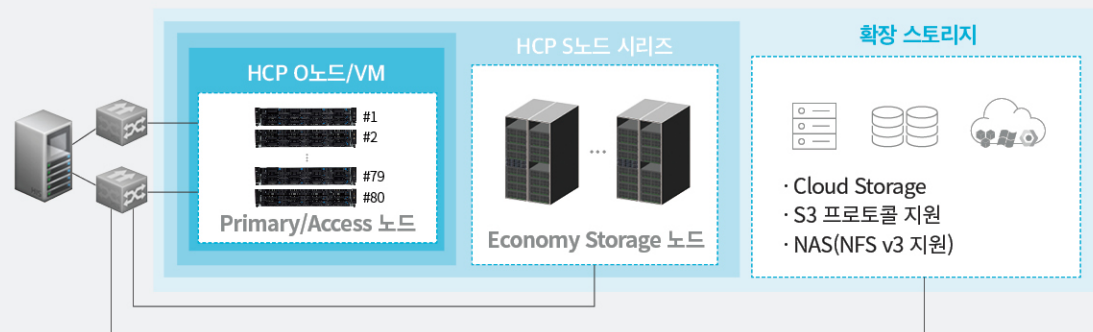 확장 스토리지
HCP S노드 시리즈
HCP O노드/VM
#1
#2
#79
#80
Primary/Access 노드
...
Economy Storage 노드
· Cloud Storage
· S3 프로토콜 지원
· NAS(NFS v3 지원)